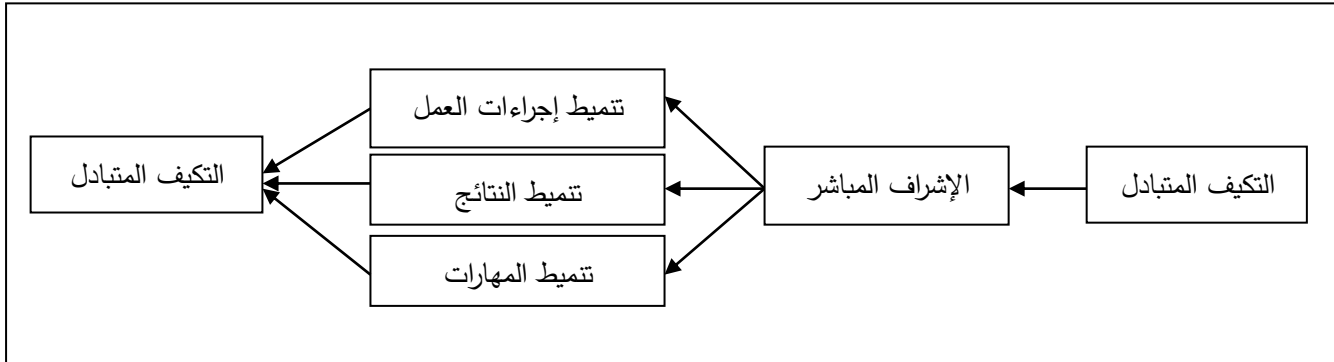 التكيف المتبادل
الإشراف المباشر
تنميط إجراءات العمل
تنميط النتائج
تنميط المهارات
التكيف المتبادل